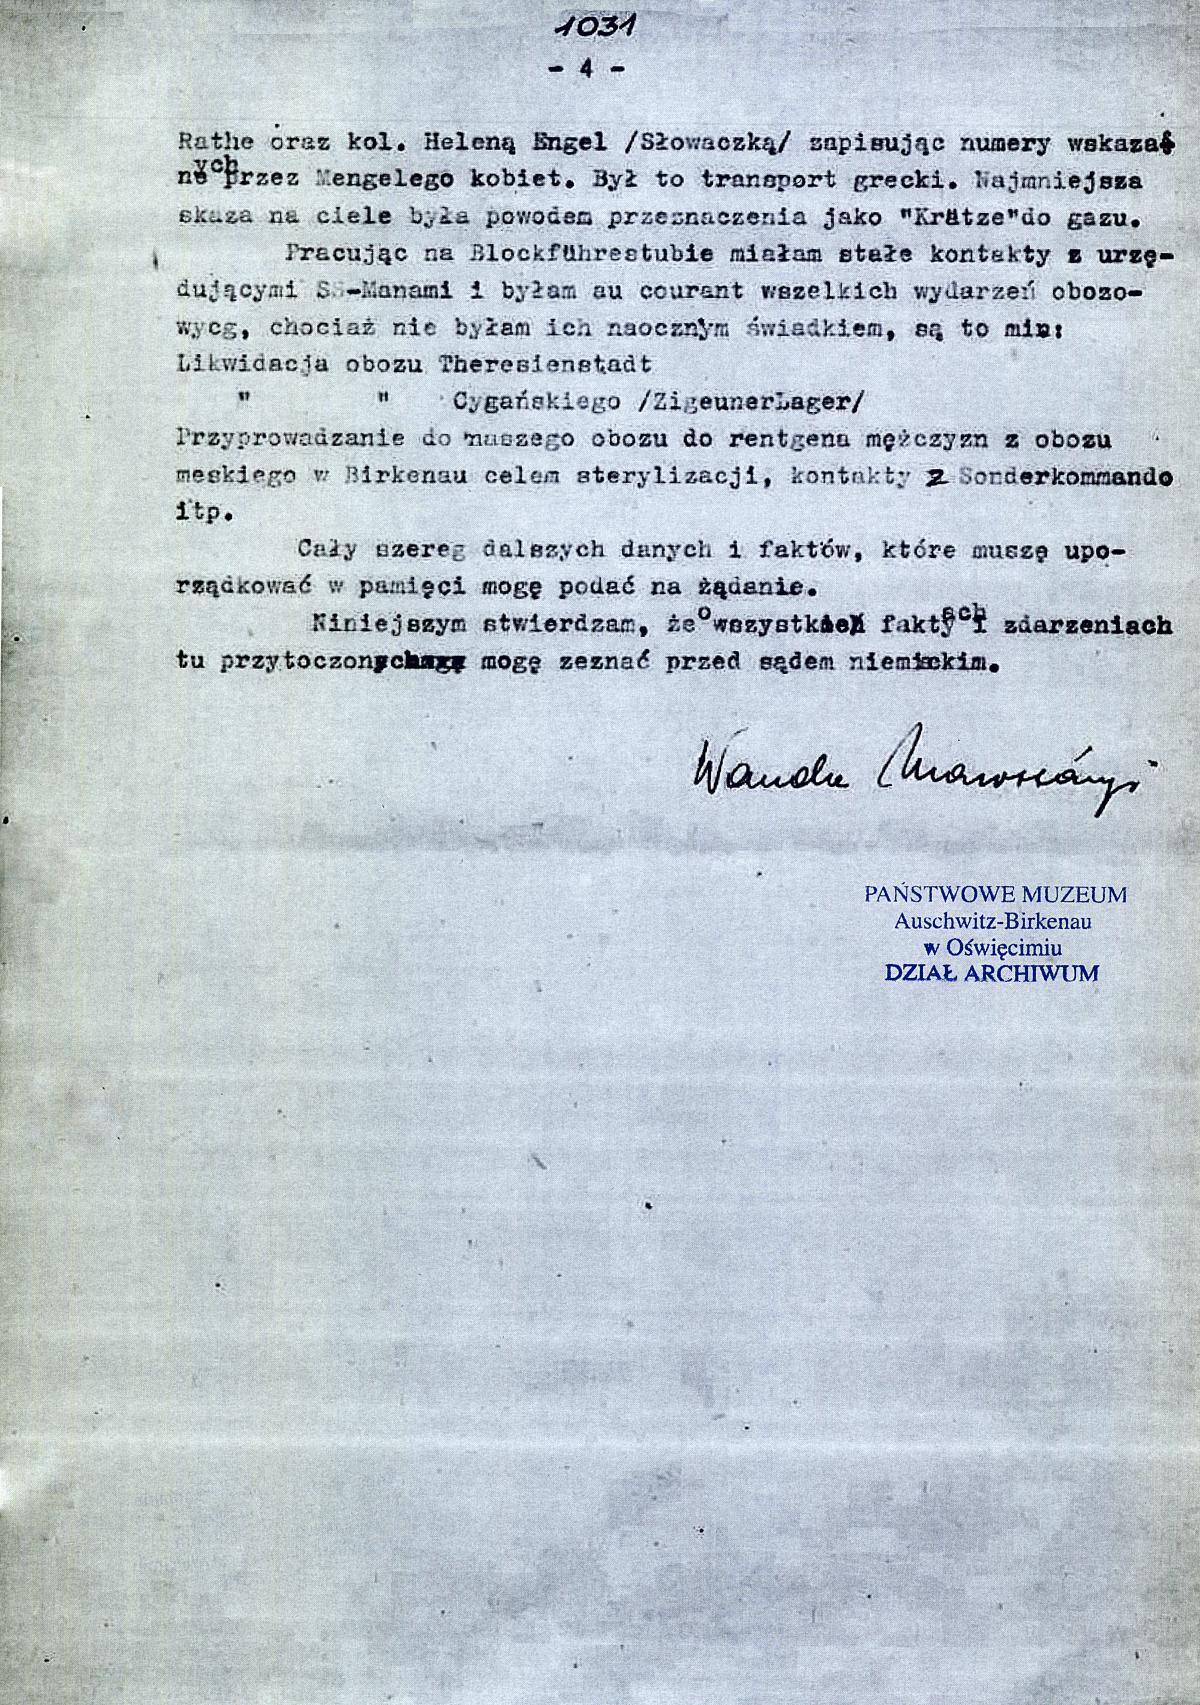 1031
- 4 -
Rathe oraz kol. Heleną Engel /Słowaczką/ zapisując numery wskaza-
nych przez Mengelego kobiet. Był to transport grecki. Najmniejsza
skaza na ciele była powodem przeznaczenia jako "Krätze"do gazu.
Pracując na Blockführestubie miałam stałe kontakty z urzę-
dującymi SS-Manami i byłam au courant wszelkich wydarzeń obozo-
wycg, chociaż nie byłam ich naocznym świadkiem, są to min:
Likwidacja obozu Theresienstadt
" " Cygańskiego /ZigeunerLager/
Przyprowadzanie do naszego obozu do rentgena mężczyzn z obozu
meskiego w Birkenau celem sterylizacji, kontakty z Sonderkommando
itp.
Cały szereg dalszych danych i faktów, które muszę upo-
rządkować w pamięci mogę podać na żądanie.
Niniejszym stwierdzam, że o wszystkich faktach i zdarzeniach
tu przytoczonych mogę zeznać przed sądem niemieckim.
Wanda Marossányi
PAŃSTWOWE MUZEUM
Auschwitz-Birkenau
w Oświęcimiu
DZIAŁ ARCHIWUM